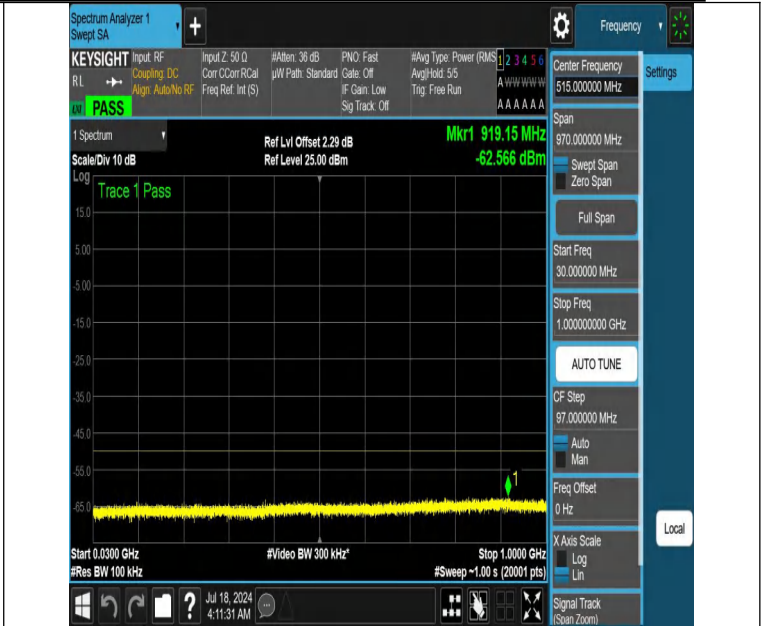 Spectrum Analyzer 1
Swept SA
+
Frequency
KEYSIGHT
RL
PASS
Input: RF
Coupling: DC
Align: Auto/No RF
Input Z: 50 Ω
Corr CCorr RCal
Freq Ref: Int (S)
#Atten: 36 dB
µW Path: Standard
PNO: Fast
Gate: Off
IF Gain: Low
Sig Track: Off
#Avg Type: Power (RMS
Avg|Hold: 5/5
Trig: Free Run
1 2 3 4 5 6
A W W W W W
A A A A A A
1 Spectrum
Scale/Div 10 dB
Ref Lvl Offset 2.29 dB
Ref Level 25.00 dBm
Mkr1 919.15 MHz
-62.566 dBm
Log
Trace 1 Pass
15.0
5.00
-5.00
-15.0
-25.0
-35.0
-45.0
-55.0
-65.0
1
Start 0.0300 GHz
#Res BW 100 kHz
#Video BW 300 kHz*
Stop 1.0000 GHz
#Sweep ~1.00 s (20001 pts)
Jul 18, 2024
4:11:31 AM
Center Frequency
515.000000 MHz
Settings
Span
970.000000 MHz
Swept Span
Zero Span
Full Span
Start Freq
30.000000 MHz
Stop Freq
1.000000000 GHz
AUTO TUNE
CF Step
97.000000 MHz
Auto
Man
Freq Offset
0 Hz
X Axis Scale
Log
Lin
Local
Signal Track
(Span Zoom)